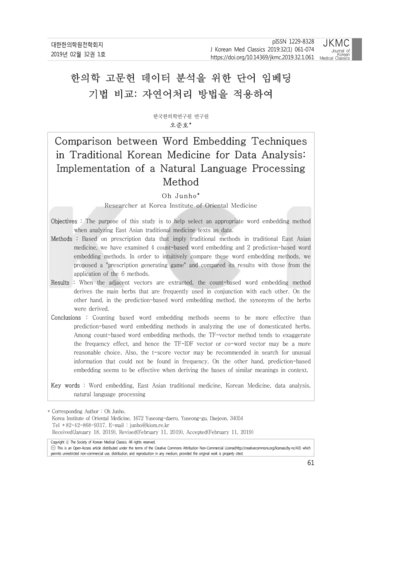 대한한의학원전학회지
2019년 02월 32권 1호
pISSN 1229-8328
J Korean Med Classics 2019;32(1) 061-074
https://doi.org/10.14369/jkmc.2019.32.1.061
JKMC
Journal of
Korean
Medical Classics
한의학 고문헌 데이터 분석을 위한 단어 임베딩
기법 비교: 자연어처리 방법을 적용하여
한국한의학연구원 연구원
오준호*
Comparison between Word Embedding Techniques
in Traditional Korean Medicine for Data Analysis:
Implementation of a Natural Language Processing
Method
Oh Junho*
Researcher at Korea Institute of Oriental Medicine
Objectives : The purpose of this study is to help select an appropriate word embedding method
when analyzing East Asian traditional medicine texts as data.
Methods : Based on prescription data that imply traditional methods in traditional East Asian
medicine, we have examined 4 count-based word embedding and 2 prediction-based word
embedding methods. In order to intuitively compare these word embedding methods, we
proposed a "prescription generating game" and compared its results with those from the
application of the 6 methods.
Results : When the adjacent vectors are extracted, the count-based word embedding method
derives the main herbs that are frequently used in conjunction with each other. On the
other hand, in the prediction-based word embedding method, the synonyms of the herbs
were derived.
Conclusions : Counting based word embedding methods seems to be more effective than
prediction-based word embedding methods in analyzing the use of domesticated herbs.
Among count-based word embedding methods, the TF-vector method tends to exaggerate
the frequency effect, and hence the TF-IDF vector or co-word vector may be a more
reasonable choice. Also, the t-score vector may be recommended in search for unusual
information that could not be found in frequency. On the other hand, prediction-based
embedding seems to be effective when deriving the bases of similar meanings in context.
Key words : Word embedding, East Asian traditional medicine, Korean Medicine, data analysis,
natural language processing
* Corresponding Author : Oh Junho.
Korea Institute of Oriental Medicine, 1672 Yuseong-daero, Yuseong-gu, Daejeon, 34054
Tel +82-42-868-9317, E-mail : junho@kiom.re.kr
Received(January 18, 2019), Revised(February 11, 2019), Accepted(February 11, 2019)
Copyright ⓒ The Society of Korean Medical Classics. All rights reserved.
This is an Open-Access article distributed under the terms of the Creative Commons Attribution Non-Commercial License(http://creativecommons.org/licenses/by-nc/4.0) which
permits unrestricted non-commercial use, distribution, and reproduction in any medium, provided the original work is properly cited.
61